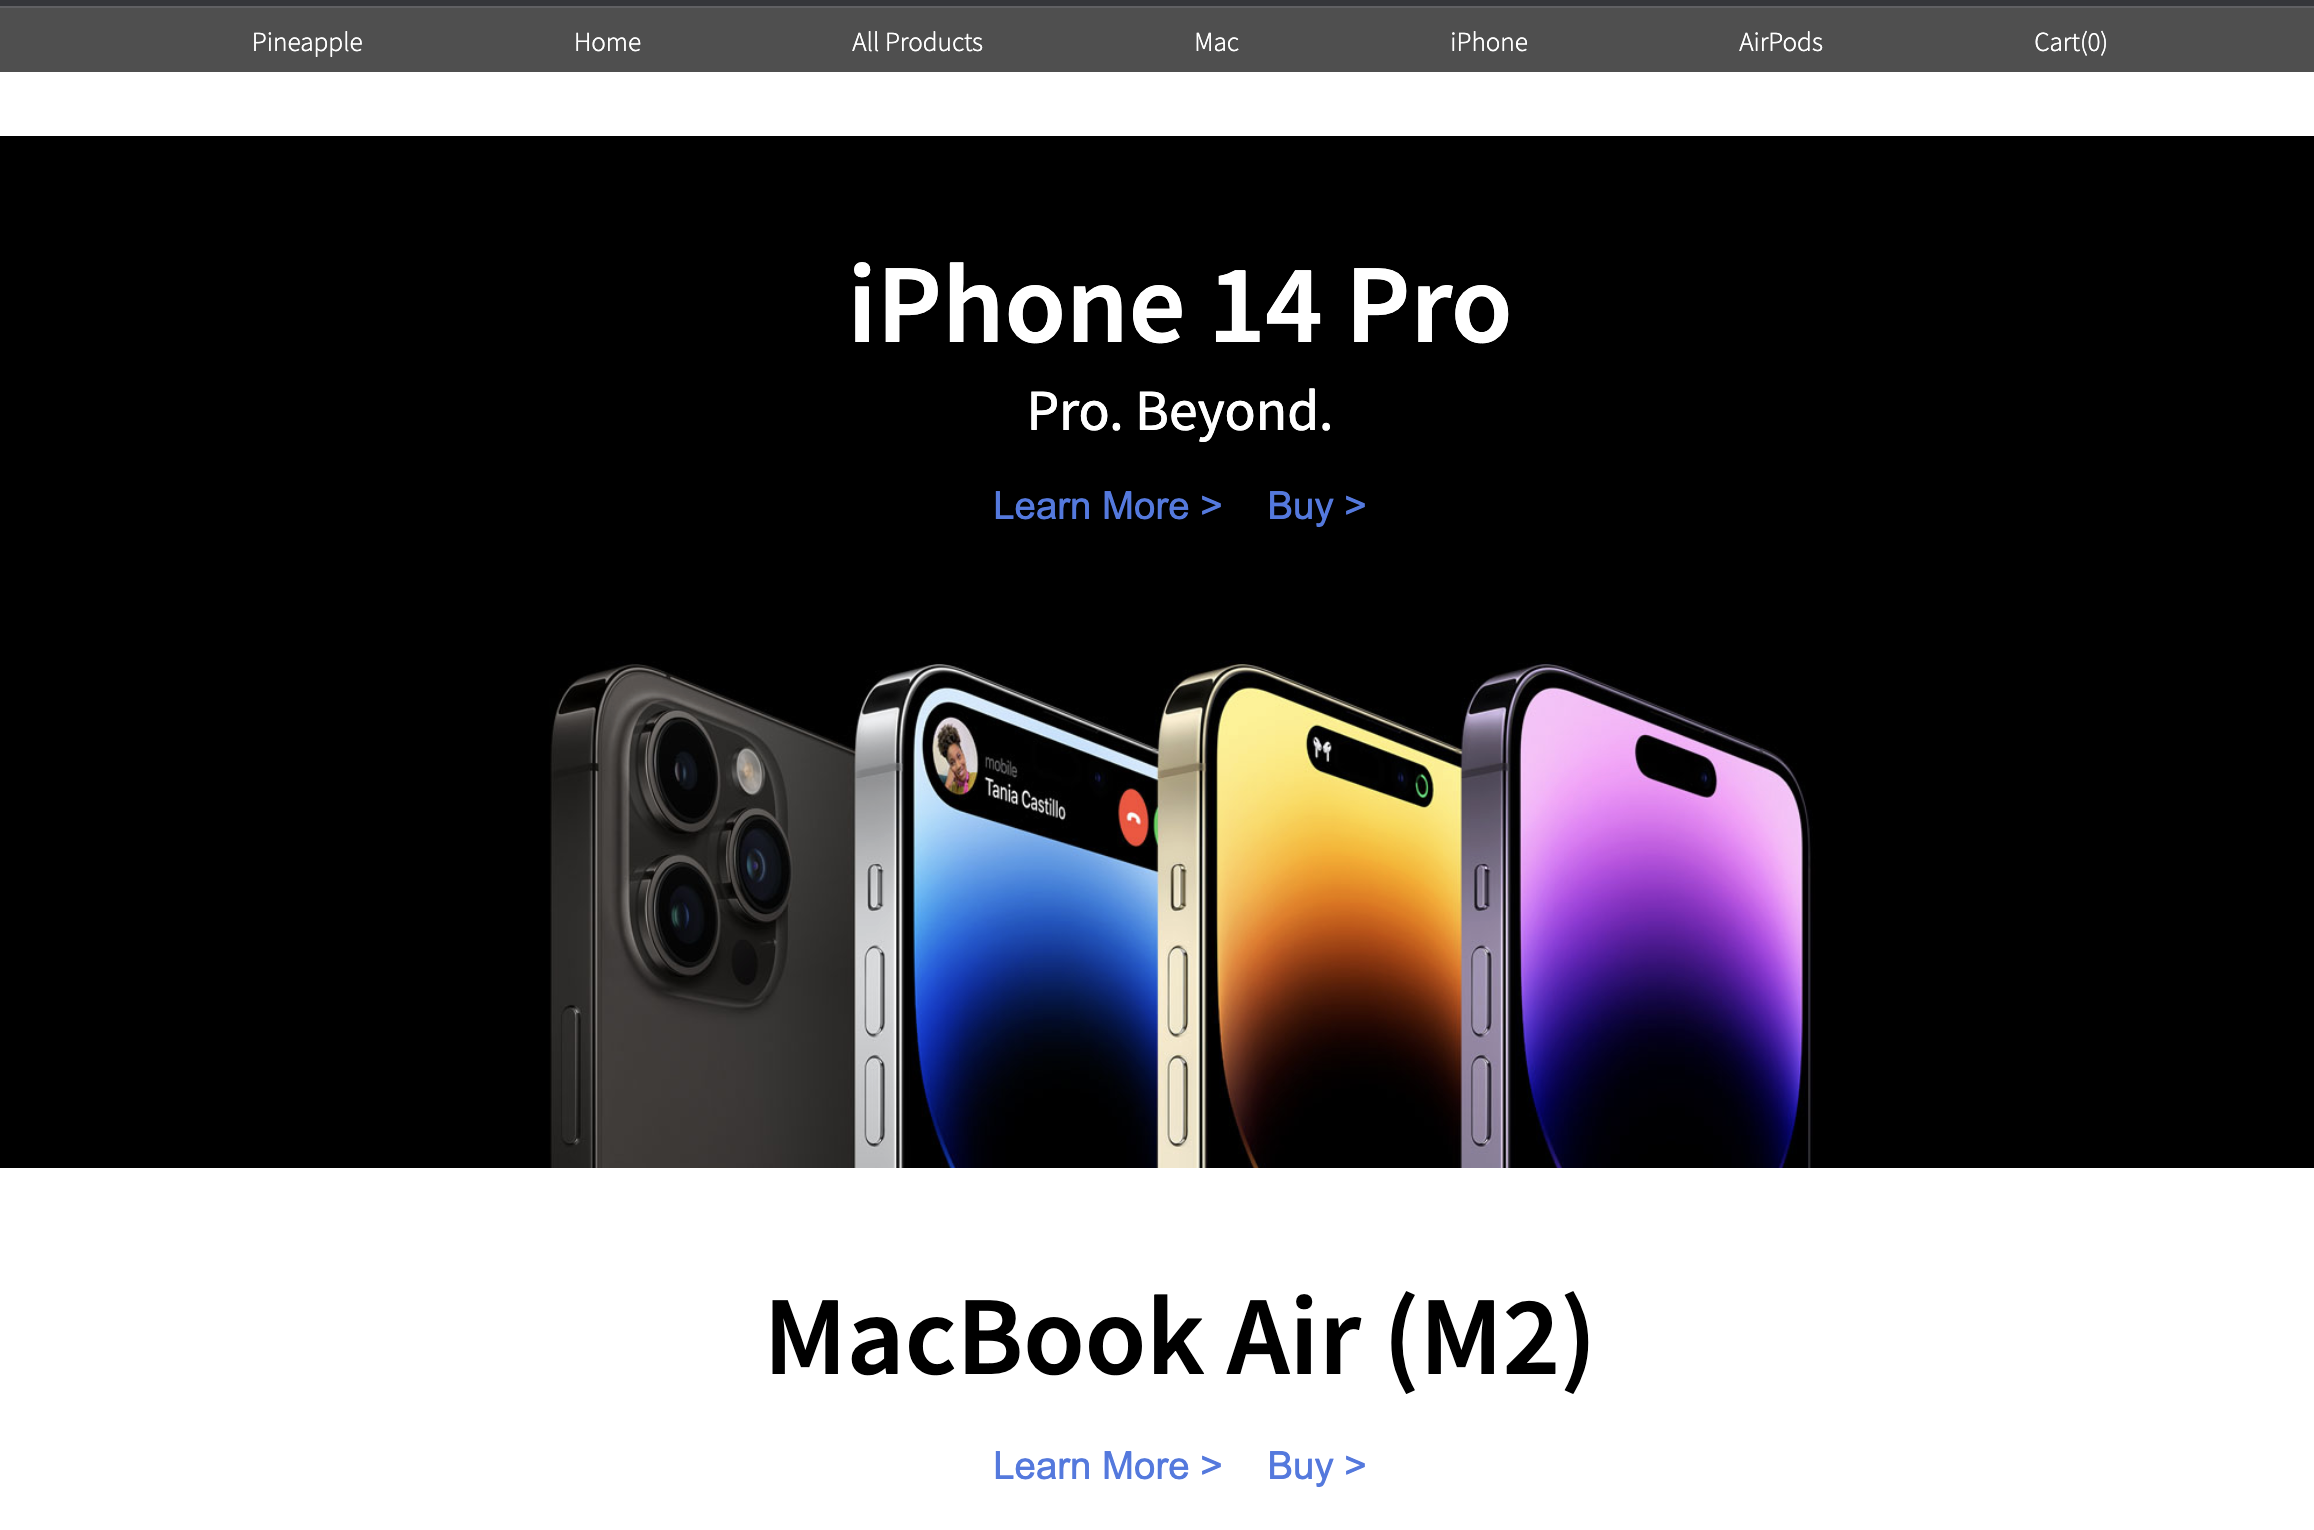 Pineapple Home All Products Mac iPhone AirPods Cart(0)
iPhone 14 Pro
Pro. Beyond.
Learn More > Buy >
mobile
Tania Castillo
MacBook Air (M2)
Learn More > Buy >